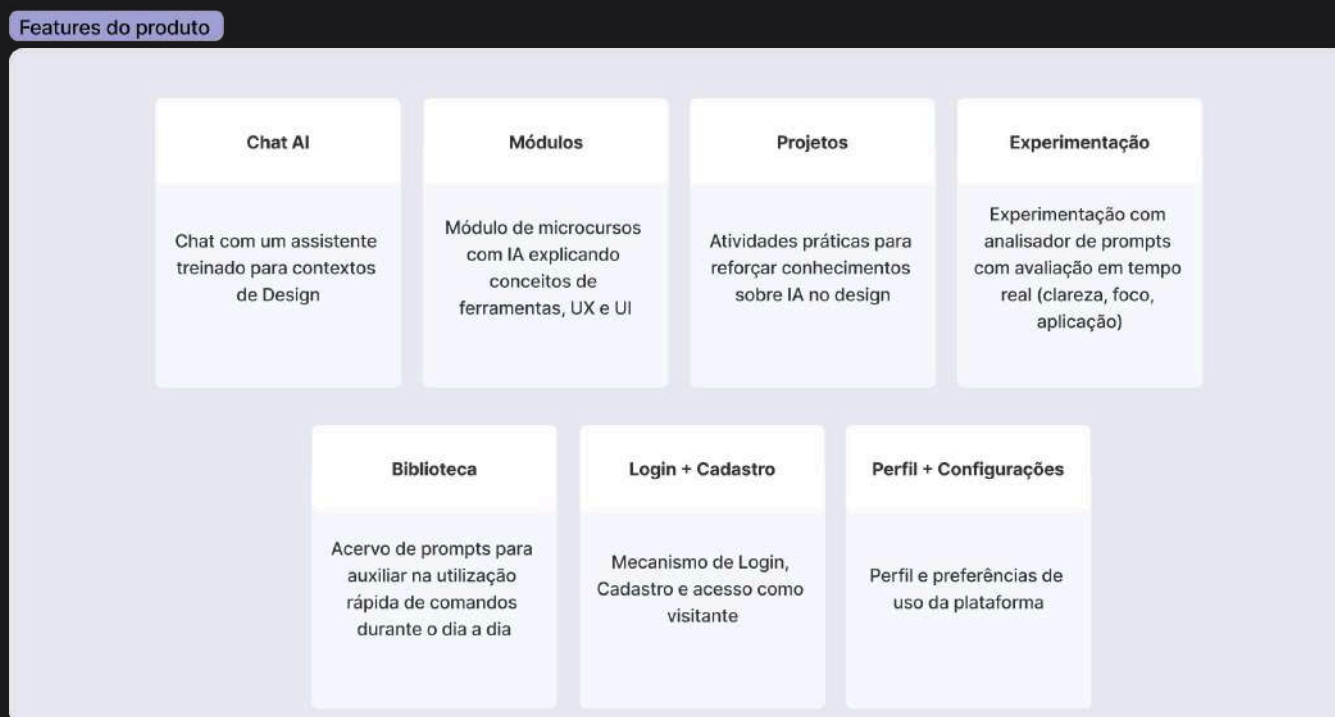 Features do produto
Chat AI
Chat com um assistente
treinado para contextos
de Design
Módulos
Módulo de microcursos
com IA explicando
conceitos de
ferramentas, UX e UI
Projetos
Atividades práticas para
reforçar conhecimentos
sobre IA no design
Experimentação
Experimentação com
analisador de prompts
com avaliação em tempo
real (clareza, foco,
aplicação)
Biblioteca
Acervo de prompts para
auxiliar na utilização
rápida de comandos
durante o dia a dia
Login + Cadastro
Mecanismo de Login,
Cadastro e acesso como
visitante
Perfil + Configurações
Perfil e preferências de
uso da plataforma